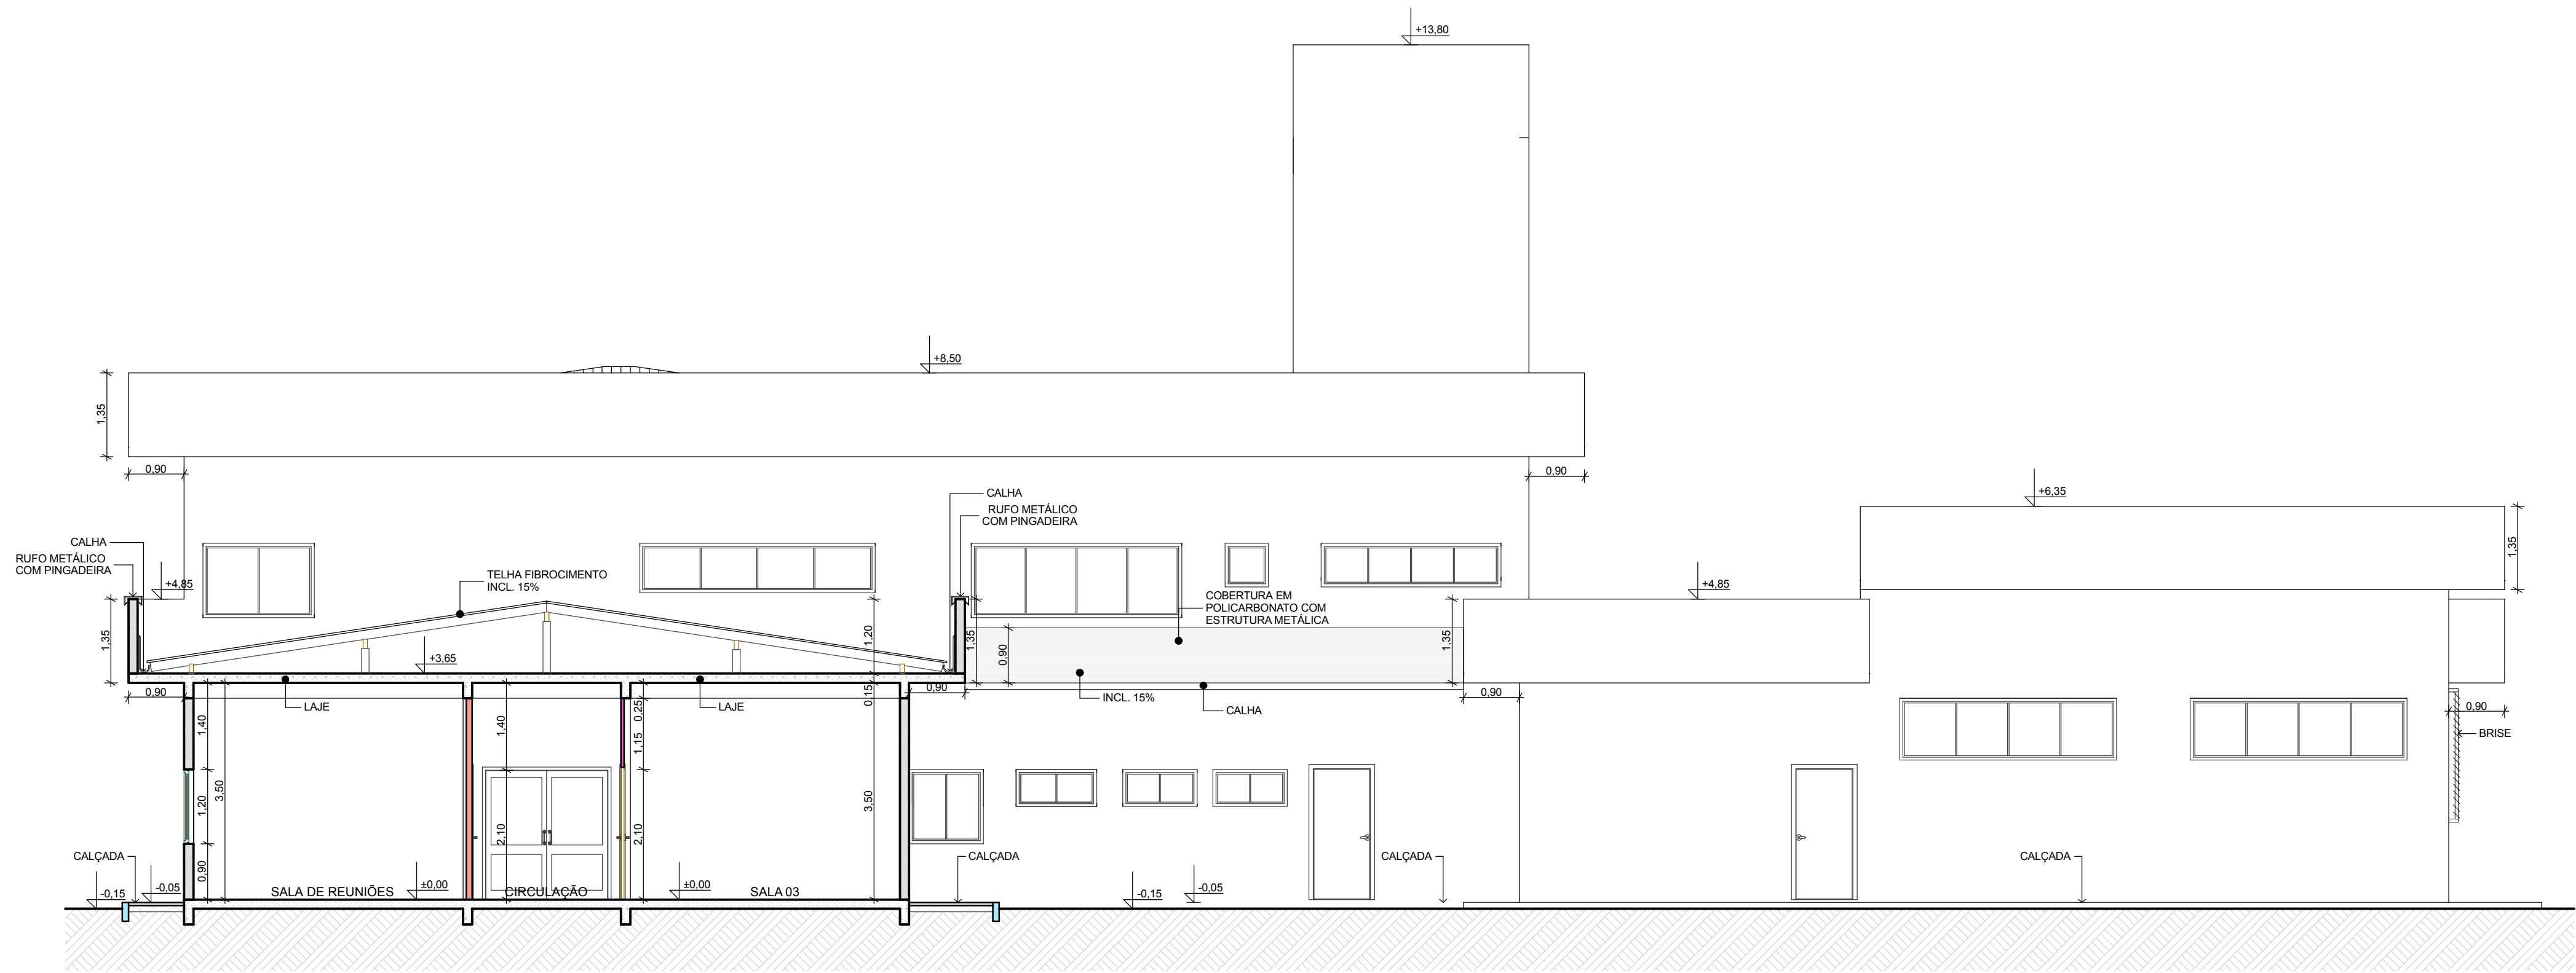 +13,80
+8,50
1,35
0,90
0,90
+6,35
1,35
CALHA
RUFO METÁLICO
COM PINGADEIRA
CALHA
RUFO METÁLICO
COM PINGADEIRA
+4,85
TELHA FIBROCIMENTO
INCL. 15%
+4,85
COBERTURA EM
POLICARBONATO COM
ESTRUTURA METÁLICA
1,35
1,20
1,35
0,90
1,35
+3,65
0,90
0,15
0,90
INCL. 15%
CALHA
0,90
0,90
LAJE
LAJE
BRISE
1,40
1,40
0,25
1,15
1,20
3,50
3,50
2,10
2,10
0,90
CALÇADA
CALÇADA
CALÇADA
CALÇADA
-0,15
-0,05
SALA DE REUNIÕES
±0,00
CIRCULAÇÃO
±0,00
SALA 03
-0,15
-0,05